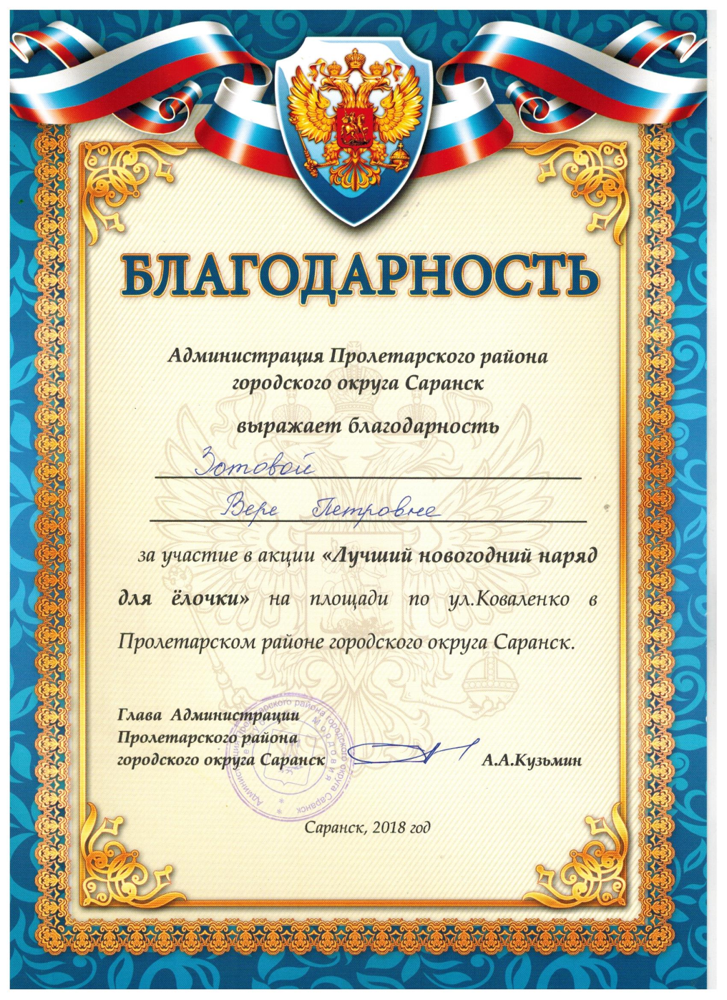 БЛАГОДАРНОСТЬ
Администрация Пролетарского района
городского округа Саранск
выражает благодарность
Зотовой
Вере Петровне
за участие в акции «Лучший новогодний наряд
для ёлочки» на площади по ул.Коваленко в
Пролетарском районе городского округа Саранск.
Глава Администрации
Пролетарского района
городского округа Саранск А.А.Кузьмин
Администрация Пролетарского района городского округа Саранск
Мордовия
Саранск, 2018 год